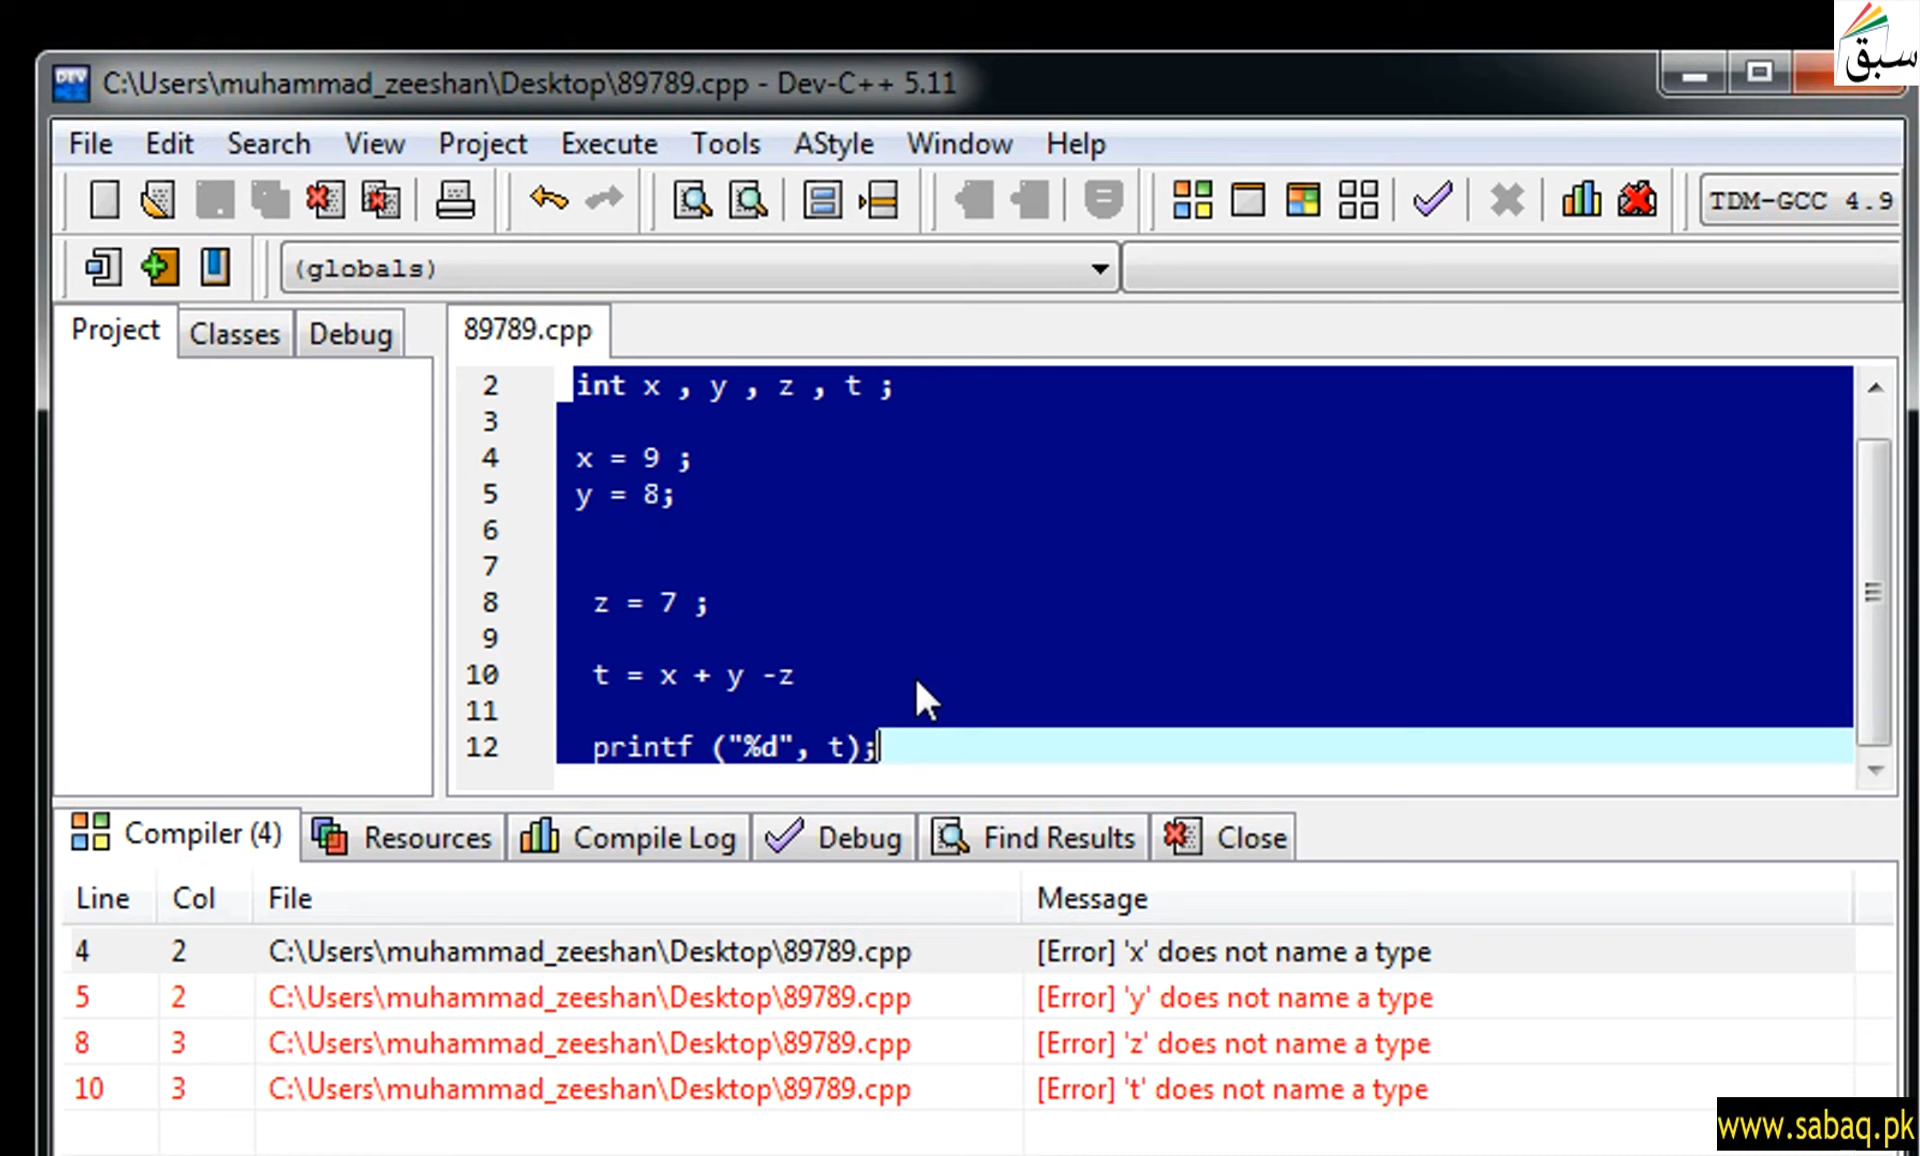 سبق
DEV C:\Users\muhammad_zeeshan\Desktop\89789.cpp - Dev-C++ 5.11
File Edit Search View Project Execute Tools AStyle Window Help
TDM-GCC 4.9
(globals)
Project Classes Debug 89789.cpp
2 int x , y , z , t ;
3
4 x = 9 ;
5 y = 8;
6
7
8 z = 7 ;
9
10 t = x + y -z
11
12 printf ("%d", t);
Compiler (4) Resources Compile Log Debug Find Results Close
Line Col File Message
4 2 C:\Users\muhammad_zeeshan\Desktop\89789.cpp [Error] 'x' does not name a type
5 2 C:\Users\muhammad_zeeshan\Desktop\89789.cpp [Error] 'y' does not name a type
8 3 C:\Users\muhammad_zeeshan\Desktop\89789.cpp [Error] 'z' does not name a type
10 3 C:\Users\muhammad_zeeshan\Desktop\89789.cpp [Error] 't' does not name a type
www.sabaq.pk